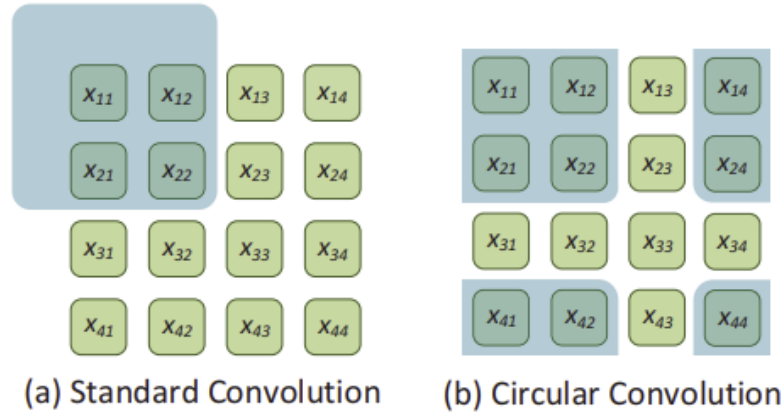 x11 x12 x13 x14
x21 x22 x23 x24
x31 x32 x33 x34
x41 x42 x43 x44
(a) Standard Convolution
x11 x12 x13 x14
x21 x22 x23 x24
x31 x32 x33 x34
x41 x42 x43 x44
(b) Circular Convolution